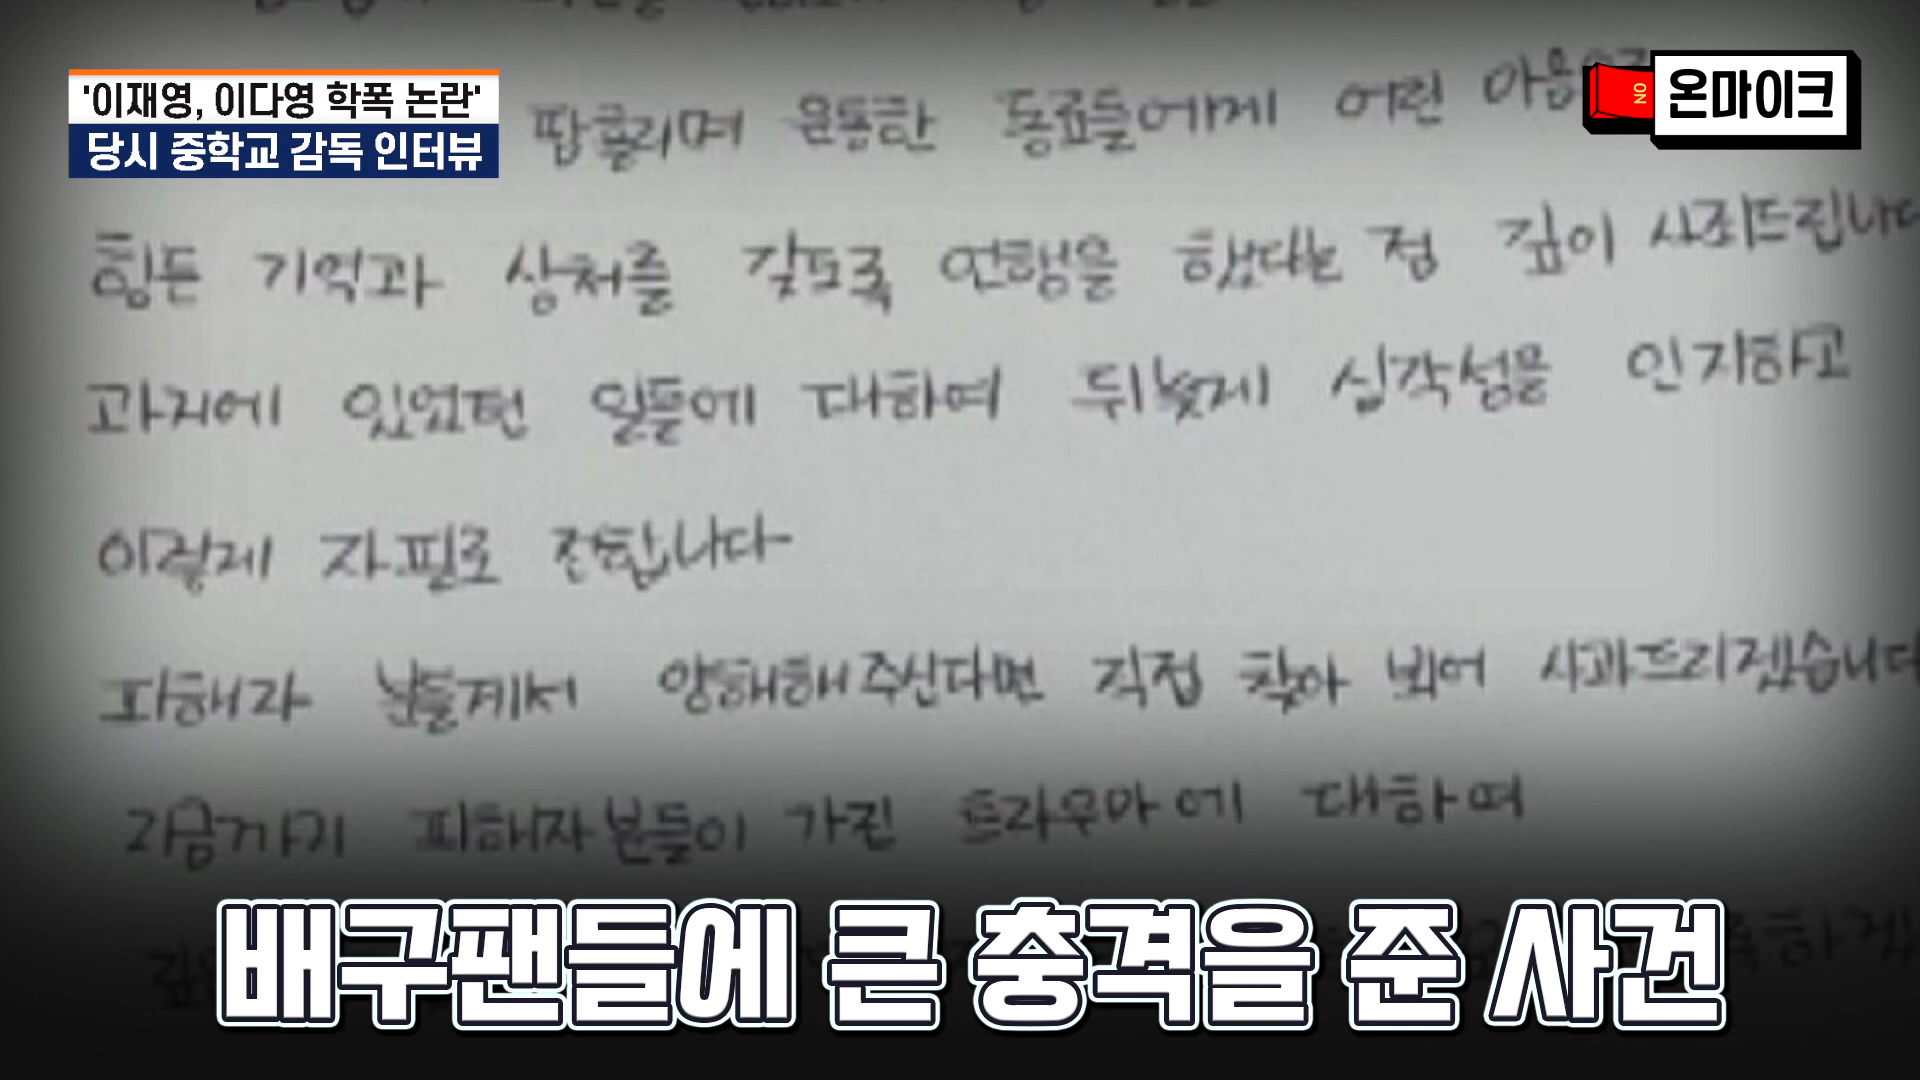 '이재영, 이다영 학폭 논란'
당시 중학교 감독 인터뷰
ON 온마이크
땀흘리며 운동한 동료들에게 어린 마음으로
힘든 기억과 상처를 갖도록 언행을 했다는 점 깊이 사죄드립니다
과거에 있었던 일들에 대하여 뒤늦게 심각성을 인지하고
이렇게 자필로 전합니다
피해자 분들께서 양해해주신다면 직접 찾아 뵈어 사과드리겠습니다
지금까지 피해자분들이 가진 트라우마에 대하여
배구팬들에 큰 충격을 준 사건